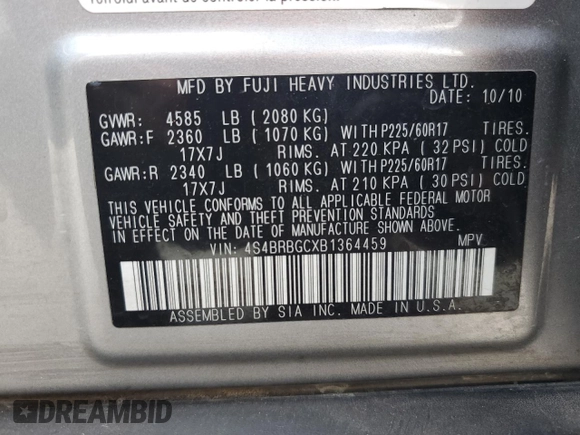 MFD BY FUJI HEAVY INDUSTRIES LTD.
DATE: 10/10
GVWR: 4585 LB ( 2080 KG)
GAWR:F 2360 LB ( 1070 KG) WITH P225/60R17 TIRES.
17X7J RIMS. AT 220 KPA ( 32 PSI) COLD
GAWR:R 2340 LB ( 1060 KG) WITH P225/60R17 TIRES.
17X7J RIMS. AT 210 KPA ( 30 PSI) COLD
THIS VEHICLE CONFORMS TO ALL APPLICABLE FEDERAL MOTOR
VEHICLE SAFETY AND THEFT PREVENTION STANDARDS
IN EFFECT ON THE DATE OF MANUFACTURE SHOWN ABOVE.
VIN: 4S4BRBGCXB1364459 MPV
ASSEMBLED BY SIA INC. MADE IN U.S.A.
DREAMBID